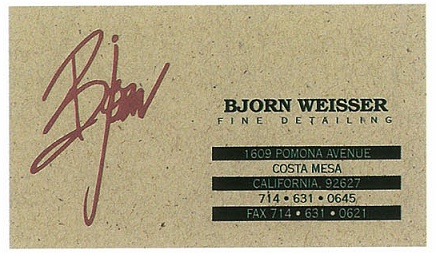 Bjorn
BJORN WEISSER
FINE DETAILING
1609 POMONA AVENUE
COSTA MESA
CALIFORNIA, 92627
714 • 631 • 0645
FAX 714 • 631 • 0621